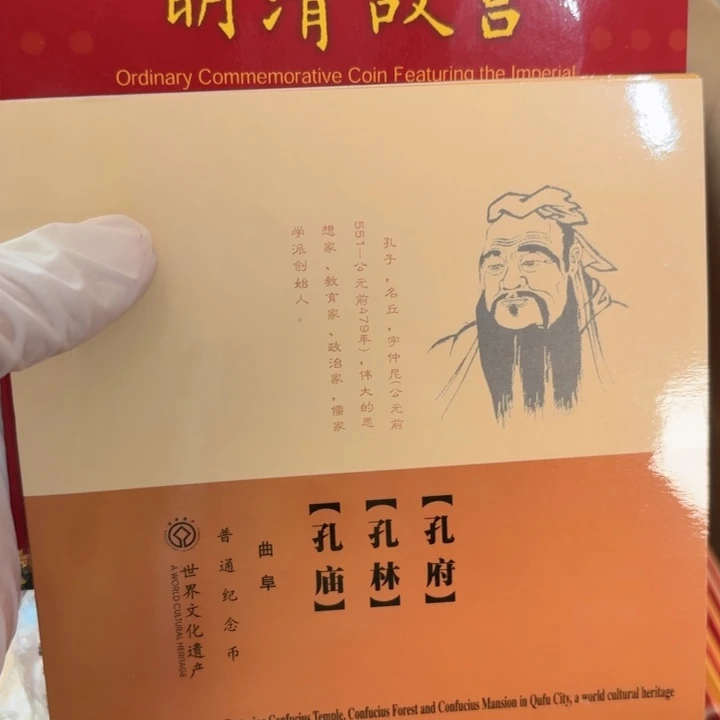 明清故宫
Ordinary Commemorative Coin Featuring the Imperial
孔子，名丘，字仲尼（公元前
551—公元前479年），伟大的思
想家、教育家、政治家，儒家
学派创始人。
【孔府】
【孔林】
【孔庙】
曲阜
普通纪念币
世界文化遗产
A WORLD CULTURAL HERITAGE
Confucius Temple, Confucius Forest and Confucius Mansion in Qufu City, a world cultural heritage